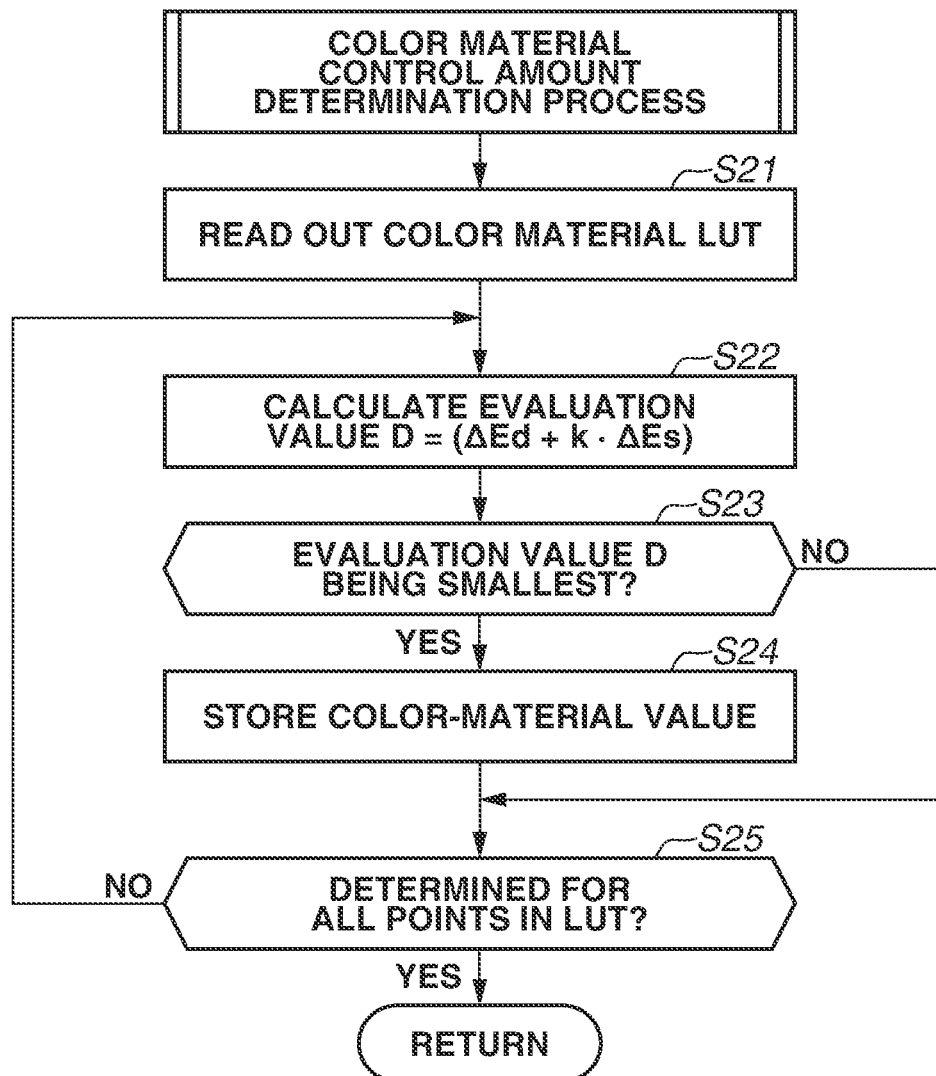 COLOR MATERIAL
CONTROL AMOUNT
DETERMINATION PROCESS
S21
READ OUT COLOR MATERIAL LUT
S22
CALCULATE EVALUATION
VALUE D = (ΔEd + k · ΔEs)
S23
EVALUATION VALUE D
BEING SMALLEST?
NO
YES
S24
STORE COLOR-MATERIAL VALUE
S25
NO
DETERMINED FOR
ALL POINTS IN LUT?
YES
RETURN